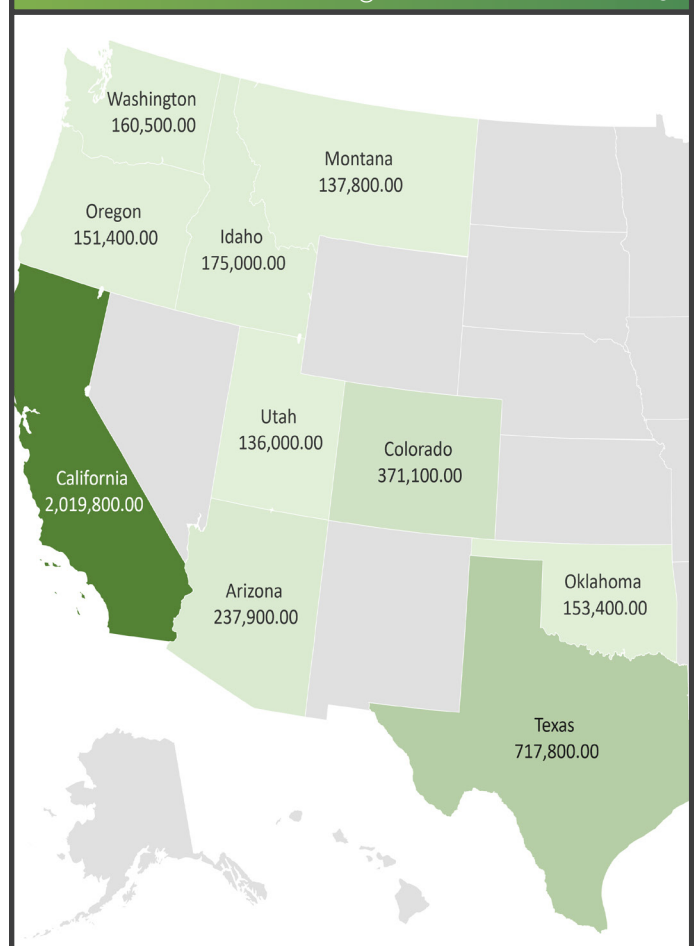 Washington
160,500.00
Montana
137,800.00
Oregon
151,400.00
Idaho
175,000.00
Utah
136,000.00
Colorado
371,100.00
California
2,019,800.00
Arizona
237,900.00
Oklahoma
153,400.00
Texas
717,800.00